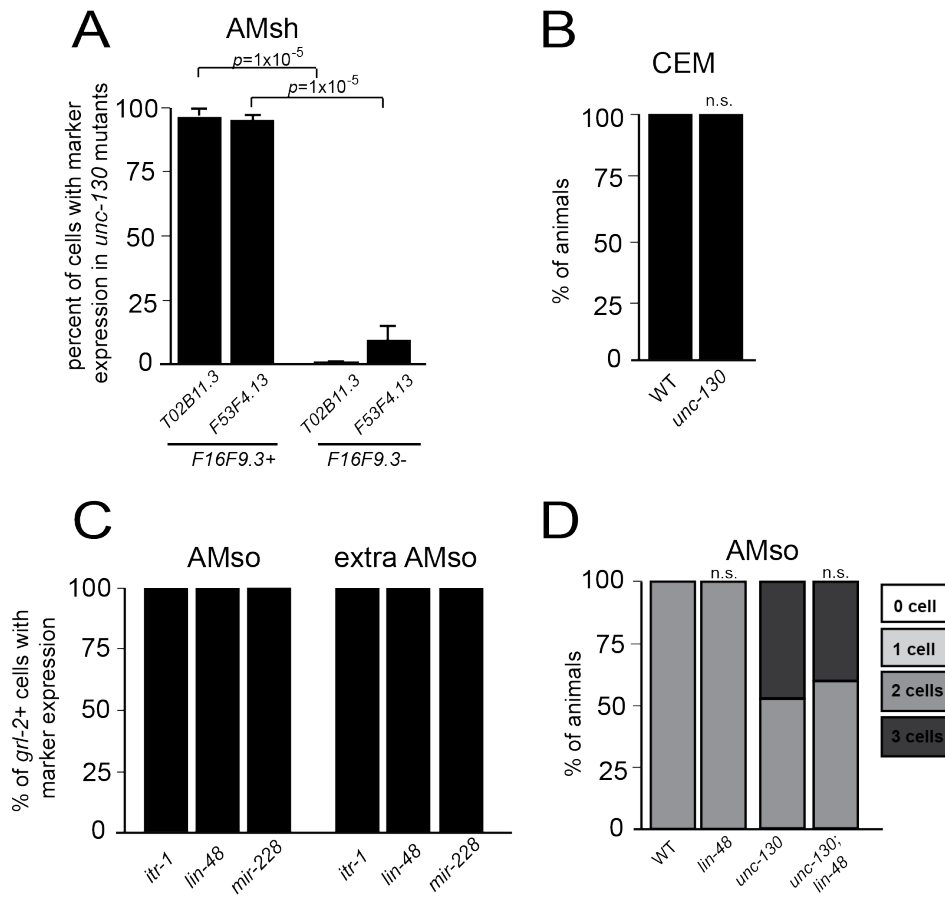 A
AMsh
p=1x10-5
p=1x10-5
percent of cells with marker
expression in unc-130 mutants
100
75
50
25
0
T02B11.3
F53F4.13
T02B11.3
F53F4.13
F16F9.3+
F16F9.3-
B
CEM
n.s.
% of animals
100
75
50
25
0
WT
unc-130
C
AMso
extra AMso
% of grl-2+ cells with
marker expression
100
75
50
25
0
itr-1
lin-48
mir-228
itr-1
lin-48
mir-228
D
AMso
n.s.
n.s.
% of animals
100
75
50
25
0
WT
lin-48
unc-130
unc-130;
lin-48
0 cell
1 cell
2 cells
3 cells